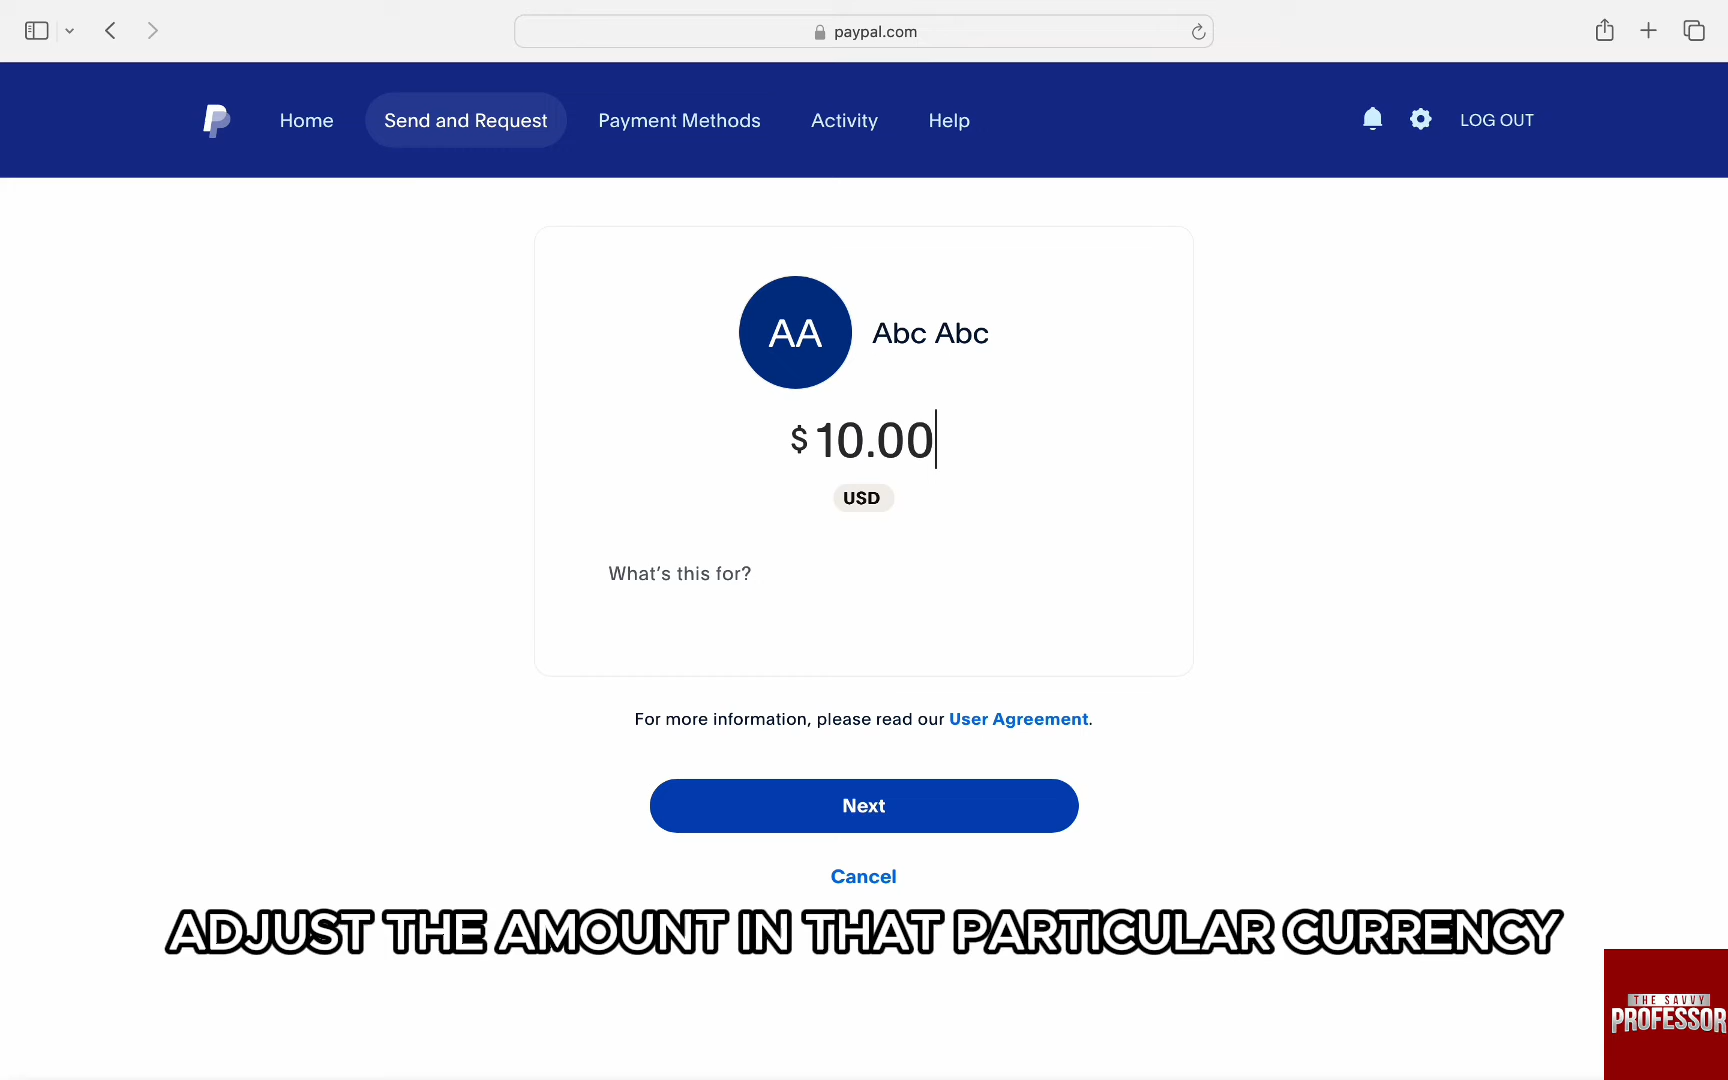 paypal.com
Home
Send and Request
Payment Methods
Activity
Help
LOG OUT
AA
Abc Abc
$10.00
USD
What's this for?
For more information, please read our User Agreement.
Next
Cancel
ADJUST THE AMOUNT IN THAT PARTICULAR CURRENCY
THE SAVVY
PROFESSOR